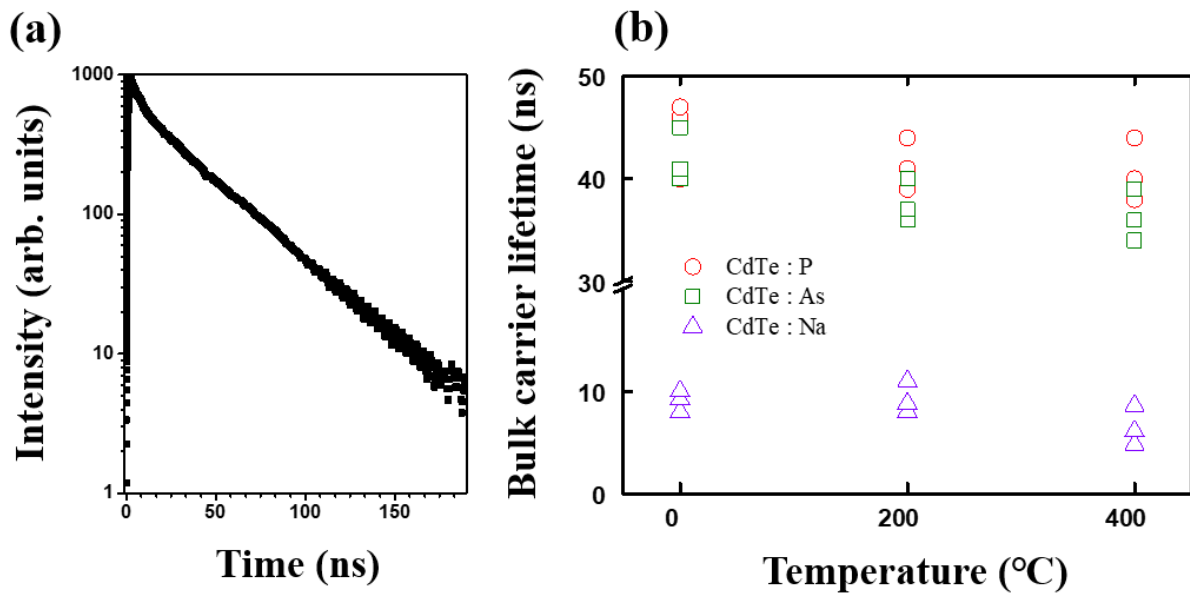 (a)
(b)
1000
100
10
1
0
50
100
150
Intensity (arb. units)
Time (ns)
50
40
30
10
0
0
200
400
Bulk carrier lifetime (ns)
Temperature (°C)
CdTe : P
CdTe : As
CdTe : Na